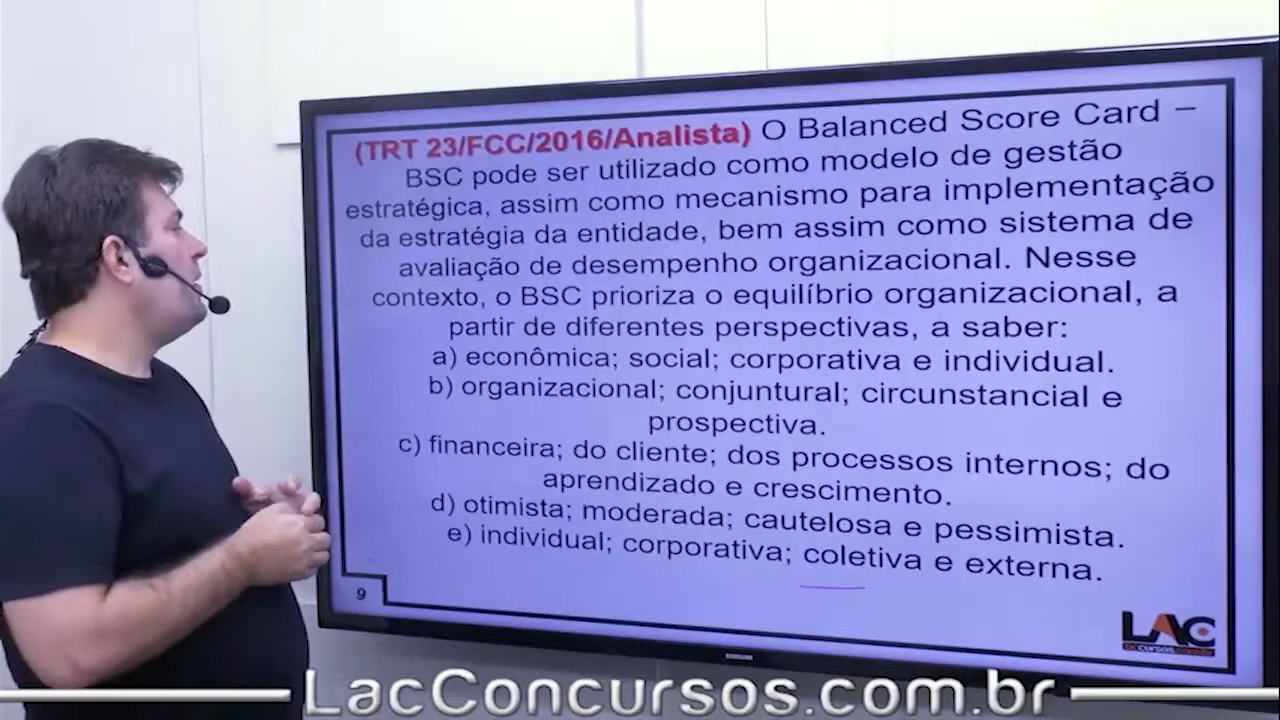 (TRT 23/FCC/2016/Analista) O Balanced Score Card –
BSC pode ser utilizado como modelo de gestão
estratégica, assim como mecanismo para implementação
da estratégia da entidade, bem assim como sistema de
avaliação de desempenho organizacional. Nesse
contexto, o BSC prioriza o equilíbrio organizacional, a
partir de diferentes perspectivas, a saber:
a) econômica; social; corporativa e individual.
b) organizacional; conjuntural; circunstancial e
prospectiva.
c) financeira; do cliente; dos processos internos; do
aprendizado e crescimento.
d) otimista; moderada; cautelosa e pessimista.
e) individual; corporativa; coletiva e externa.
9
LAC
laccursos.com.br
SAMSUNG
LacConcursos.com.br